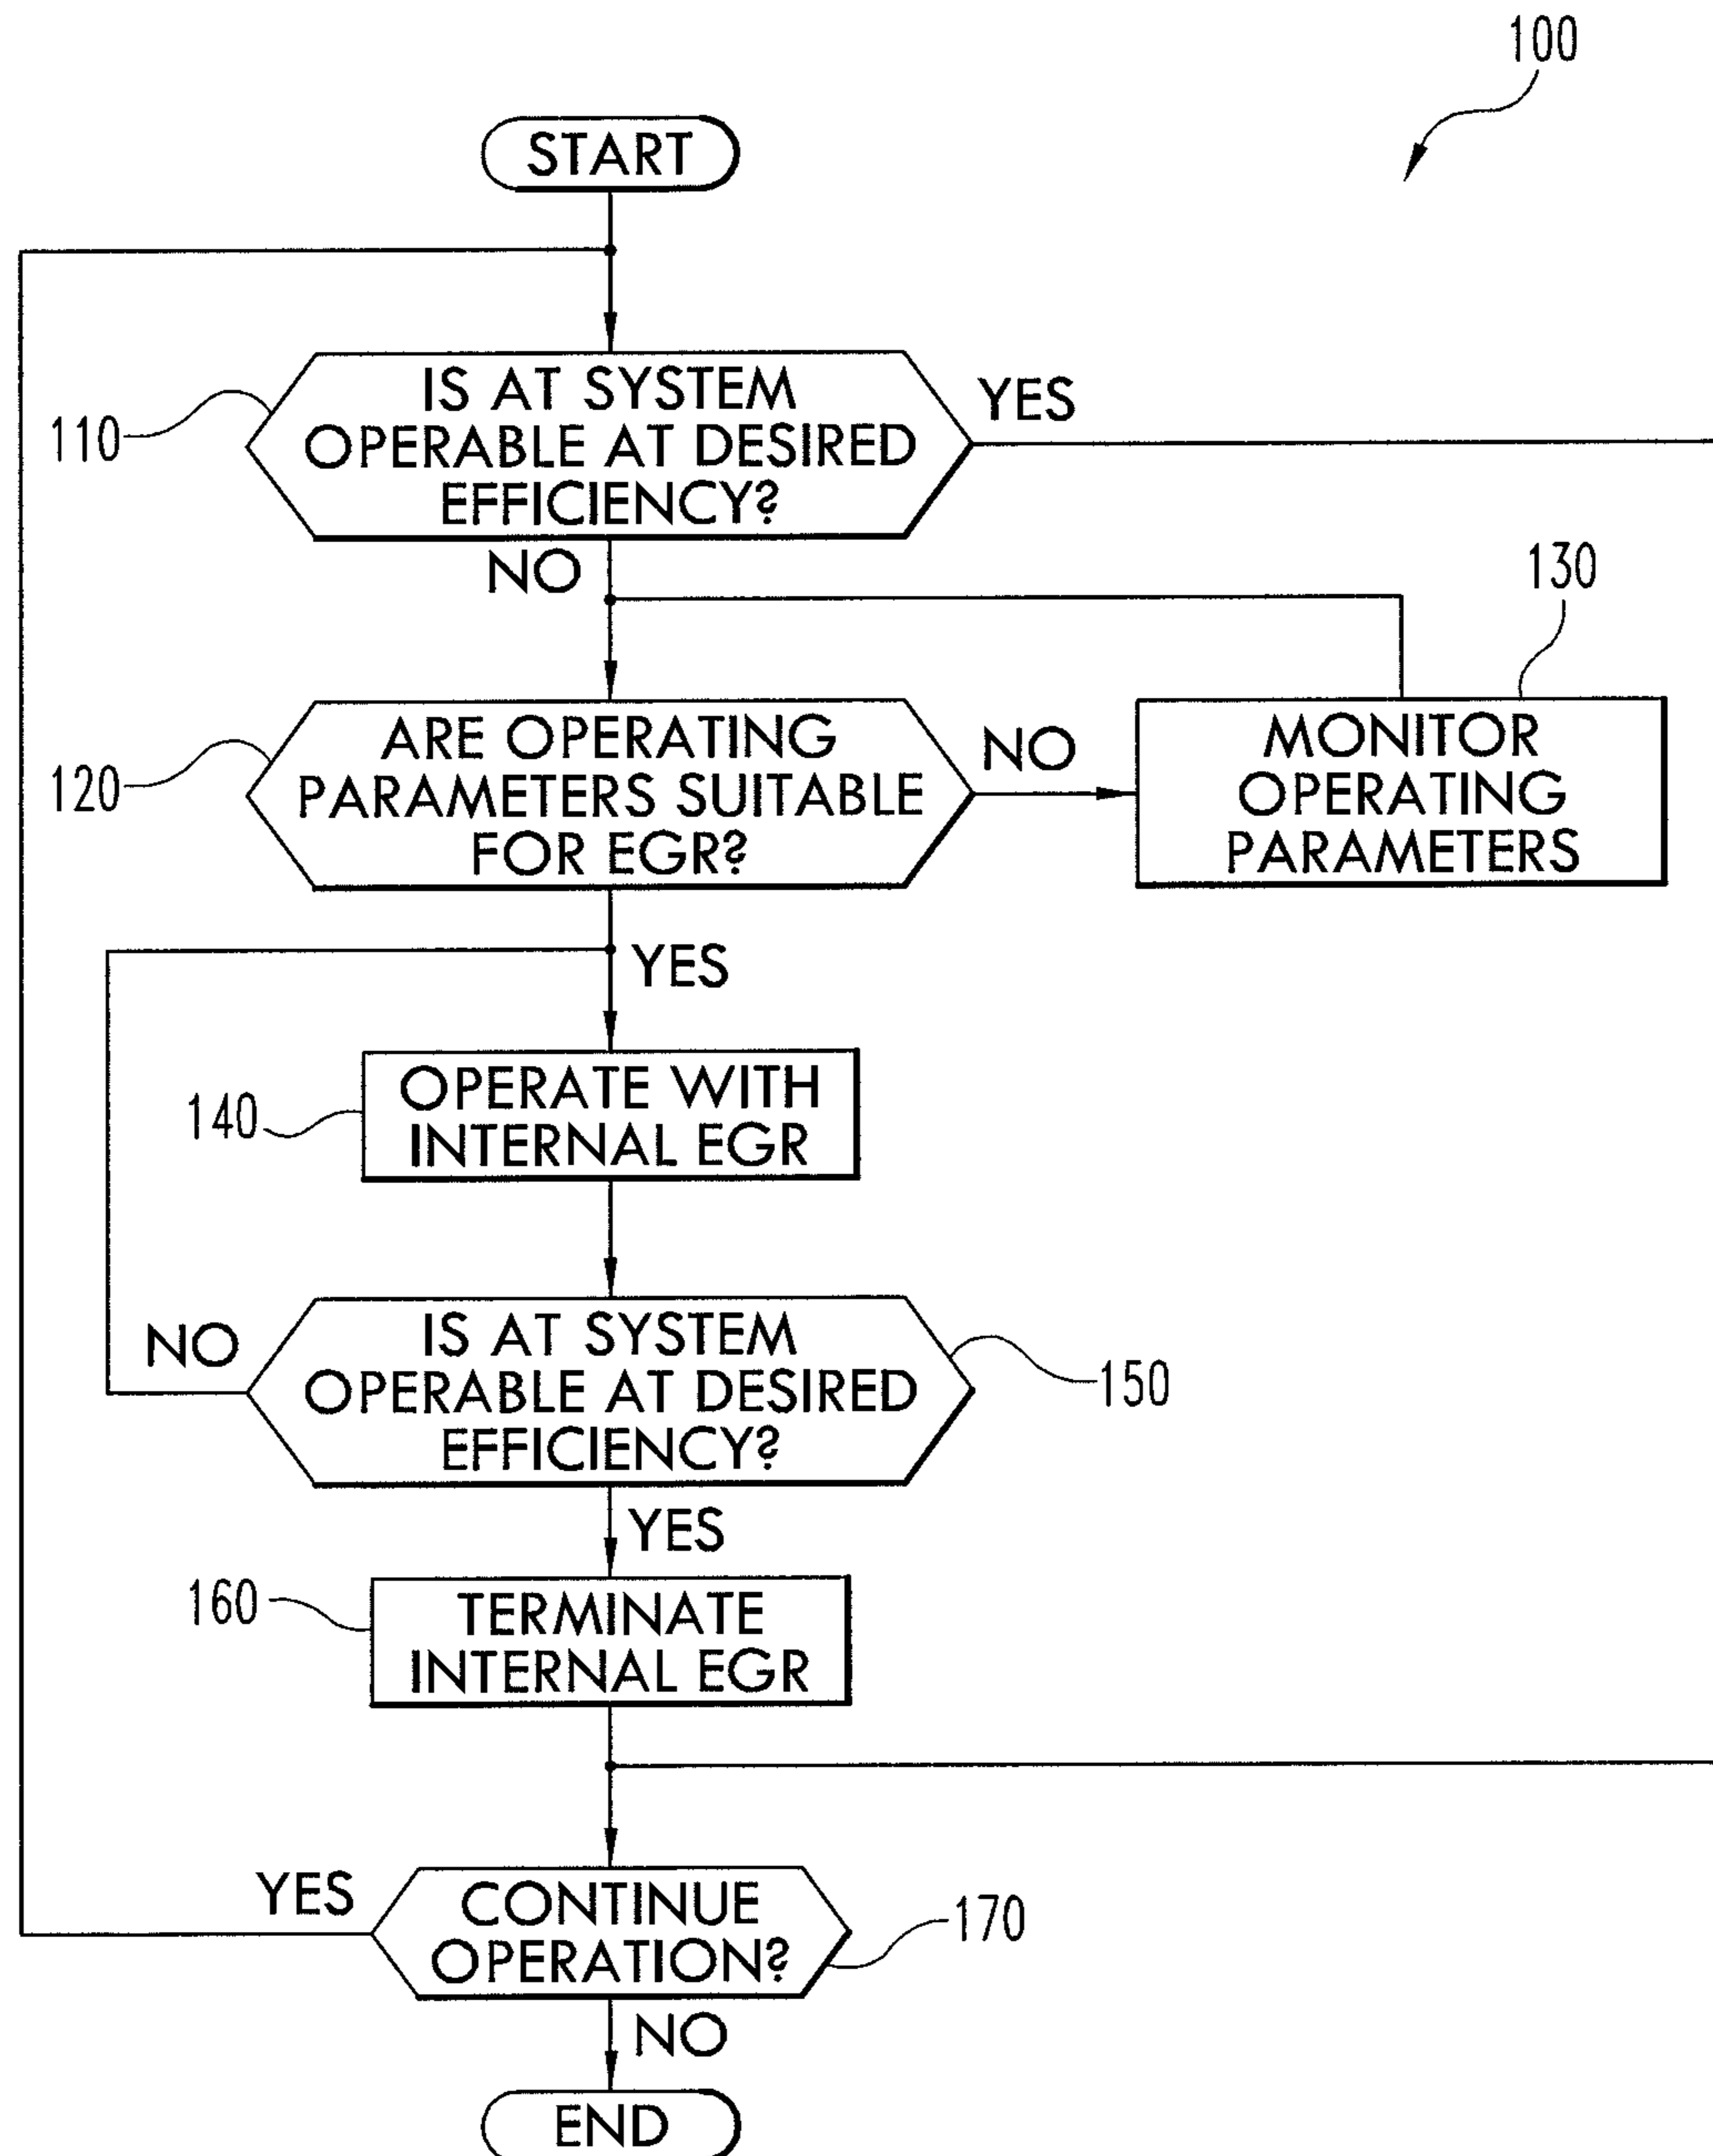 100
START
110
IS AT SYSTEM
OPERABLE AT DESIRED
EFFICIENCY?
YES
NO
130
120
ARE OPERATING
PARAMETERS SUITABLE
FOR EGR?
NO
MONITOR
OPERATING
PARAMETERS
YES
140
OPERATE WITH
INTERNAL EGR
NO
IS AT SYSTEM
OPERABLE AT DESIRED
EFFICIENCY?
150
YES
160
TERMINATE
INTERNAL EGR
YES
CONTINUE
OPERATION?
170
NO
END